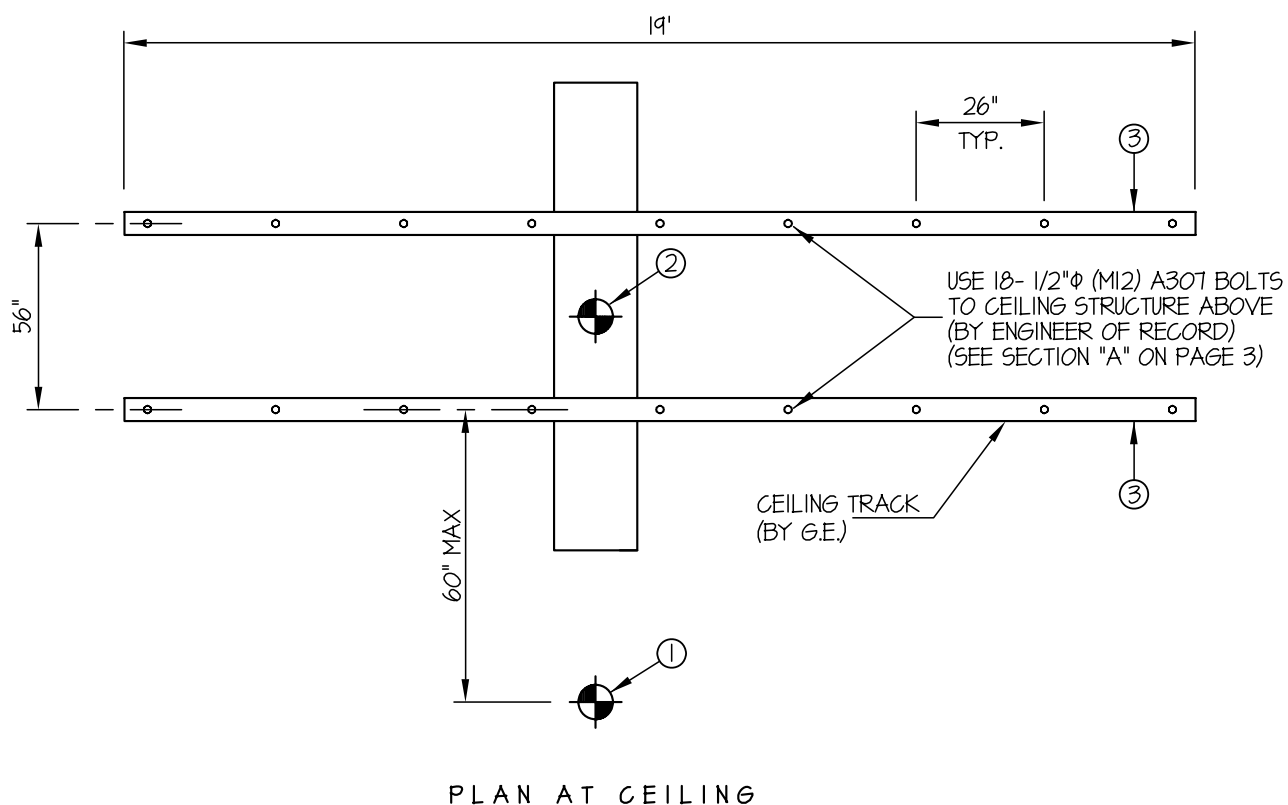 19'
26"
TYP.
3
2
56"
USE 18- 1/2"Φ (M12) A307 BOLTS
TO CEILING STRUCTURE ABOVE
(BY ENGINEER OF RECORD)
(SEE SECTION "A" ON PAGE 3)
CEILING TRACK
(BY G.E.)
3
60" MAX
1
PLAN AT CEILING